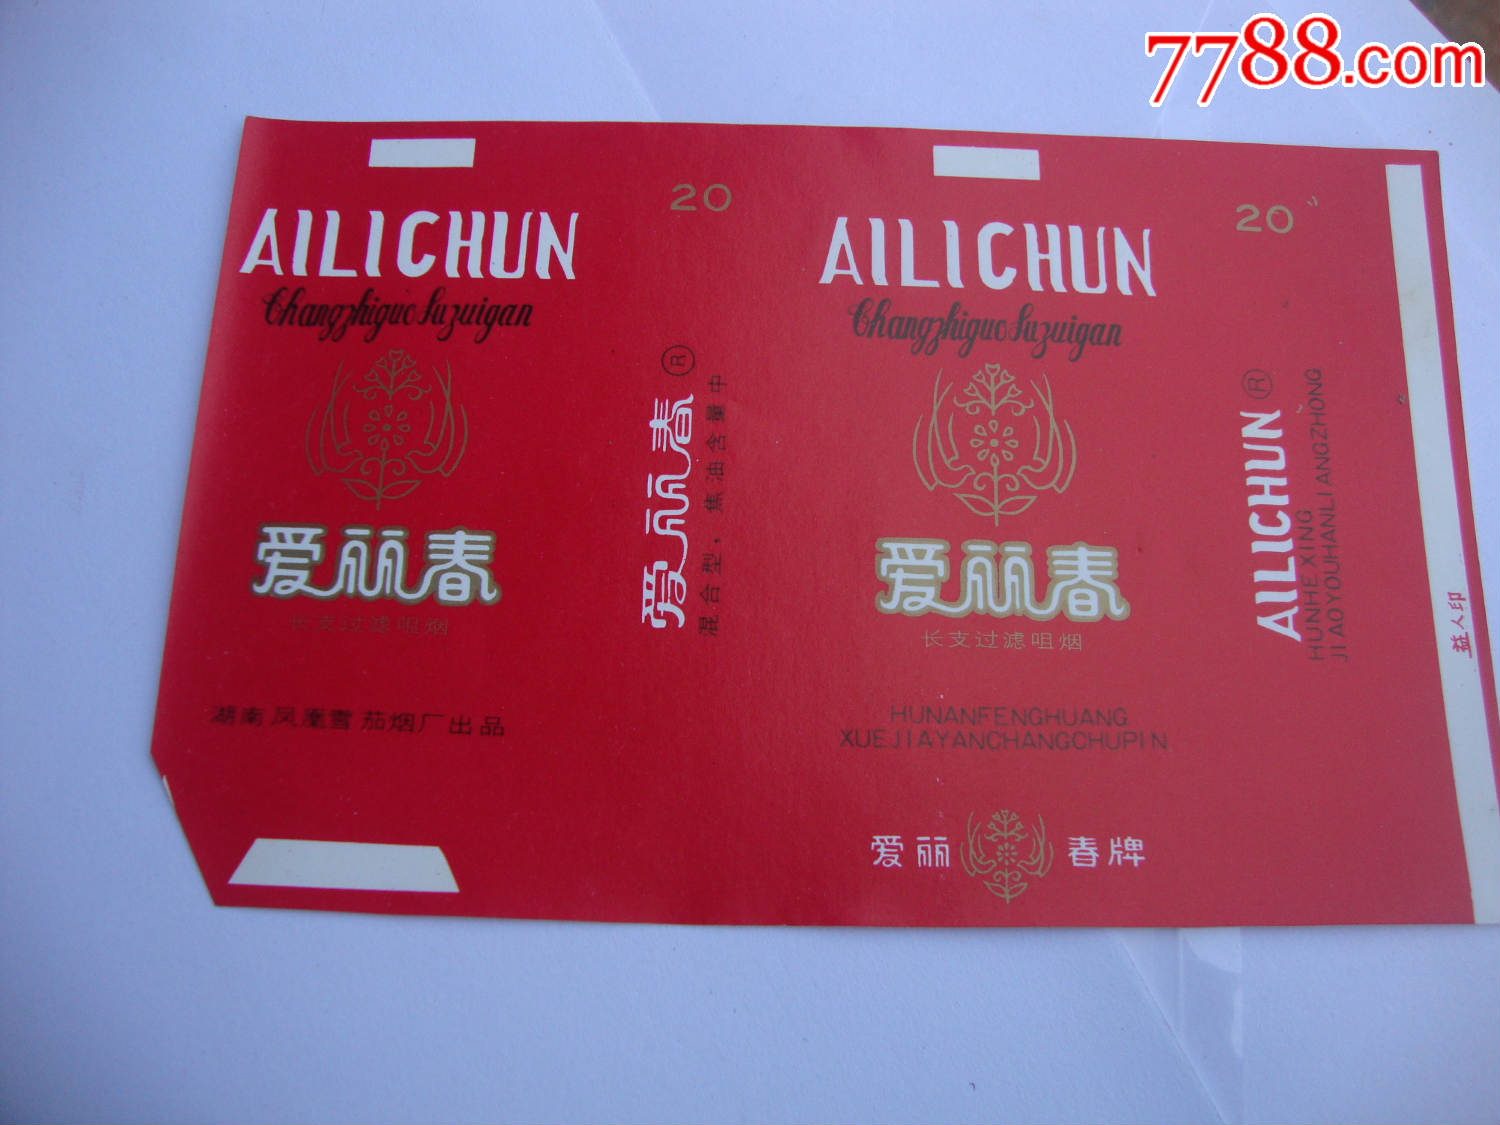 7788.com
AILICHUN
Changzhiguo Luzuigan
爱丽春
长支过滤咀烟
湖南凤凰雪茄烟厂出品
20
爱丽春®
混合型，焦油含量中
AILICHUN
Changzhiguo Luzuigan
爱丽春
长支过滤咀烟
HUNANFENGHUANG
XUEJIAYANCHANGCHUPIN
爱丽春牌
20
AILICHUN®
HUNHEXING
JIAOYOUHANLIANGZHONG
益人印